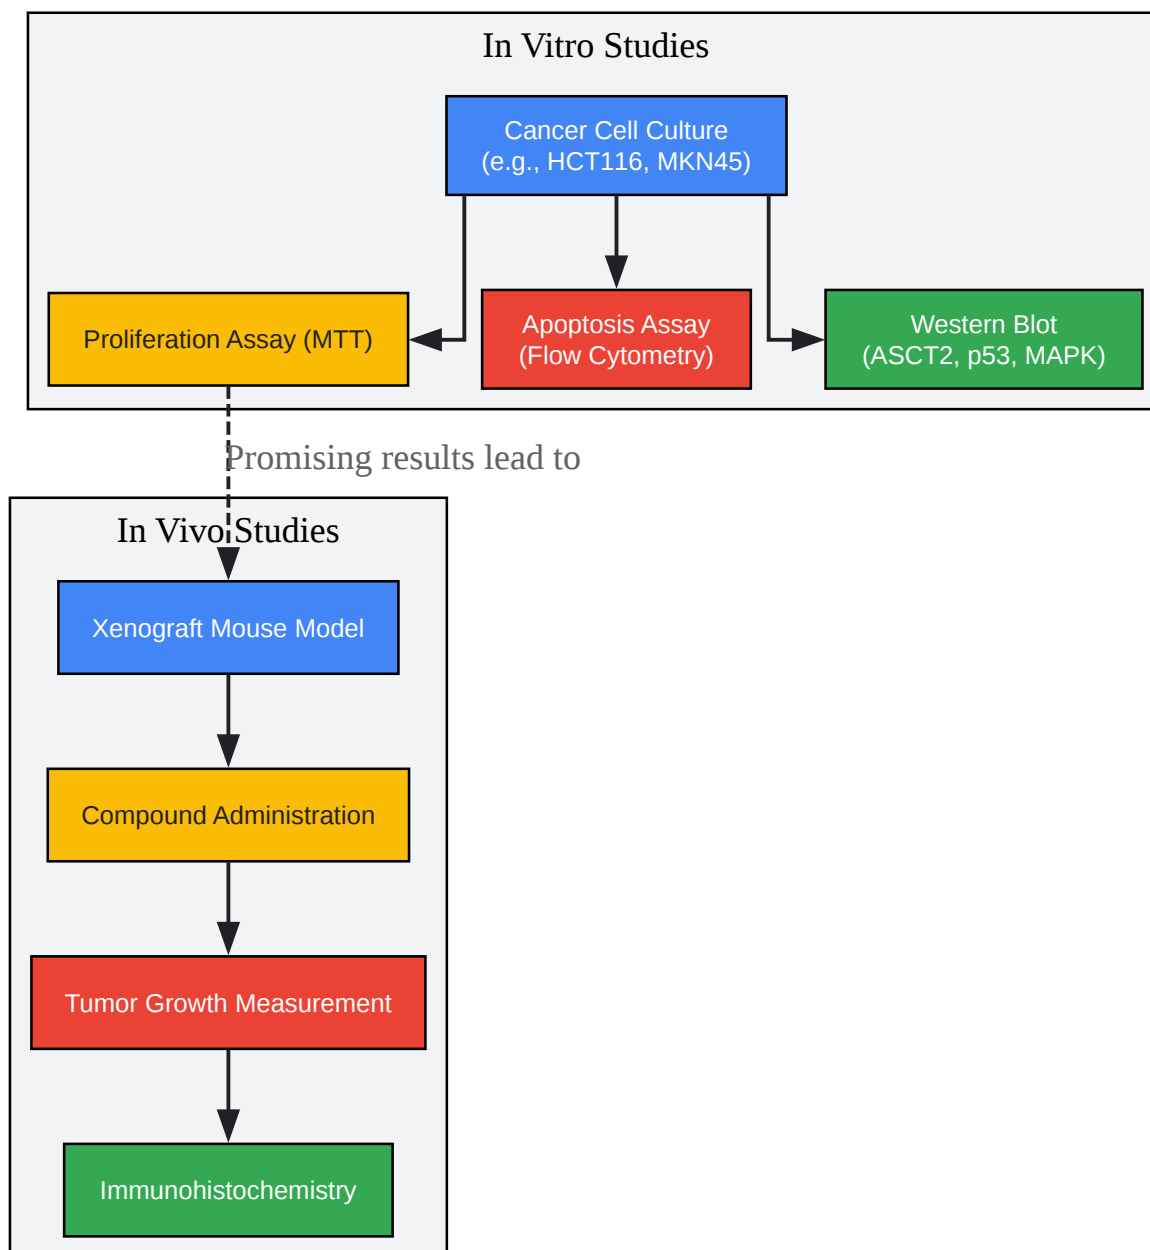 In Vitro Studies
Cancer Cell Culture
(e.g., HCT116, MKN45)
Proliferation Assay (MTT)
Apoptosis Assay
(Flow Cytometry)
Western Blot
(ASCT2, p53, MAPK)
Promising results lead to
In Vivo Studies
Xenograft Mouse Model
Compound Administration
Tumor Growth Measurement
Immunohistochemistry